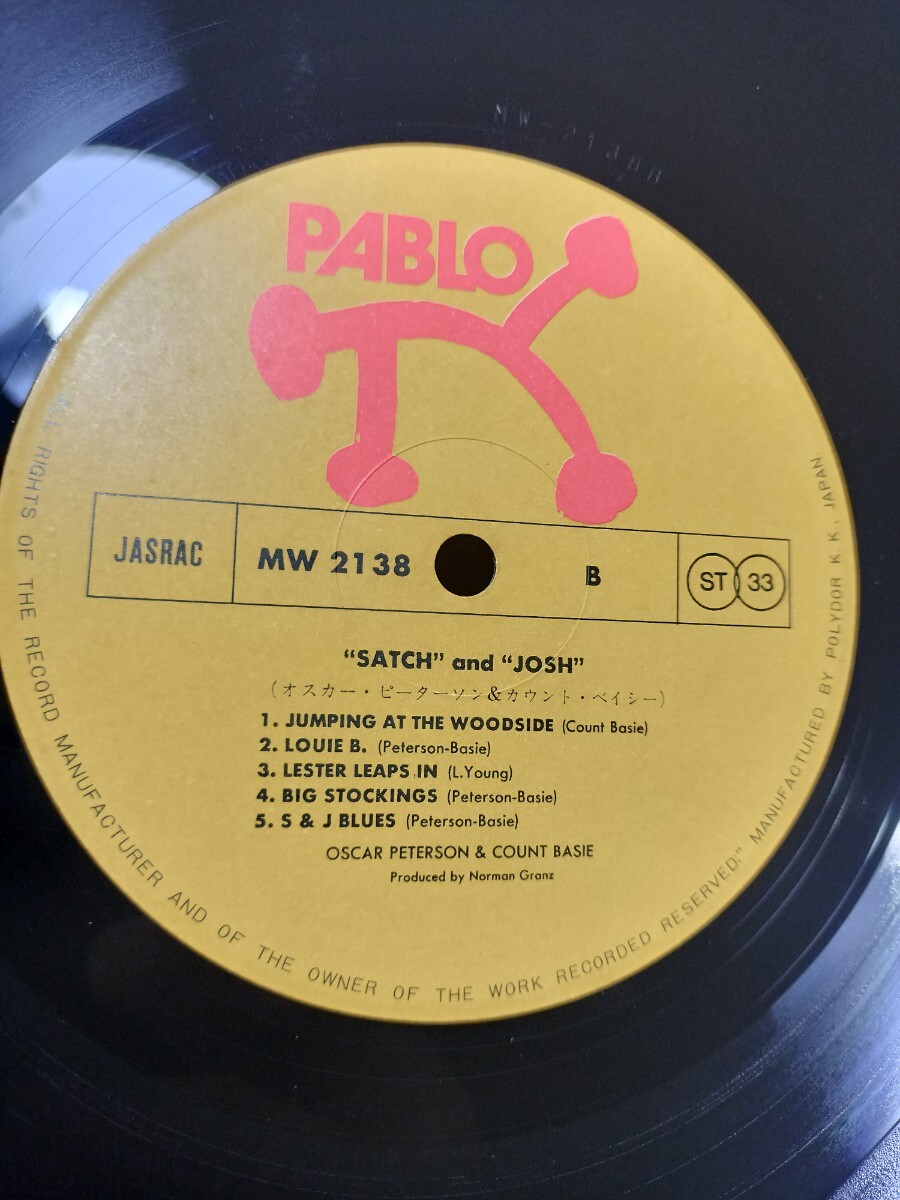 MW-2138B
PABLO
JASRAC
MW 2138
B
ST 33
"SATCH" and "JOSH"
(オスカー・ピーターソン&カウント・ベイシー)
1. JUMPING AT THE WOODSIDE (Count Basie)
2. LOUIE B. (Peterson-Basie)
3. LESTER LEAPS IN (L.Young)
4. BIG STOCKINGS (Peterson-Basie)
5. S & J BLUES (Peterson-Basie)
OSCAR PETERSON & COUNT BASIE
Produced by Norman Granz
ALL RIGHTS OF THE RECORD MANUFACTURER AND OF THE OWNER OF THE WORK RECORDED RESERVED." MANUFACTURED BY POLYDOR K. K., JAPAN.